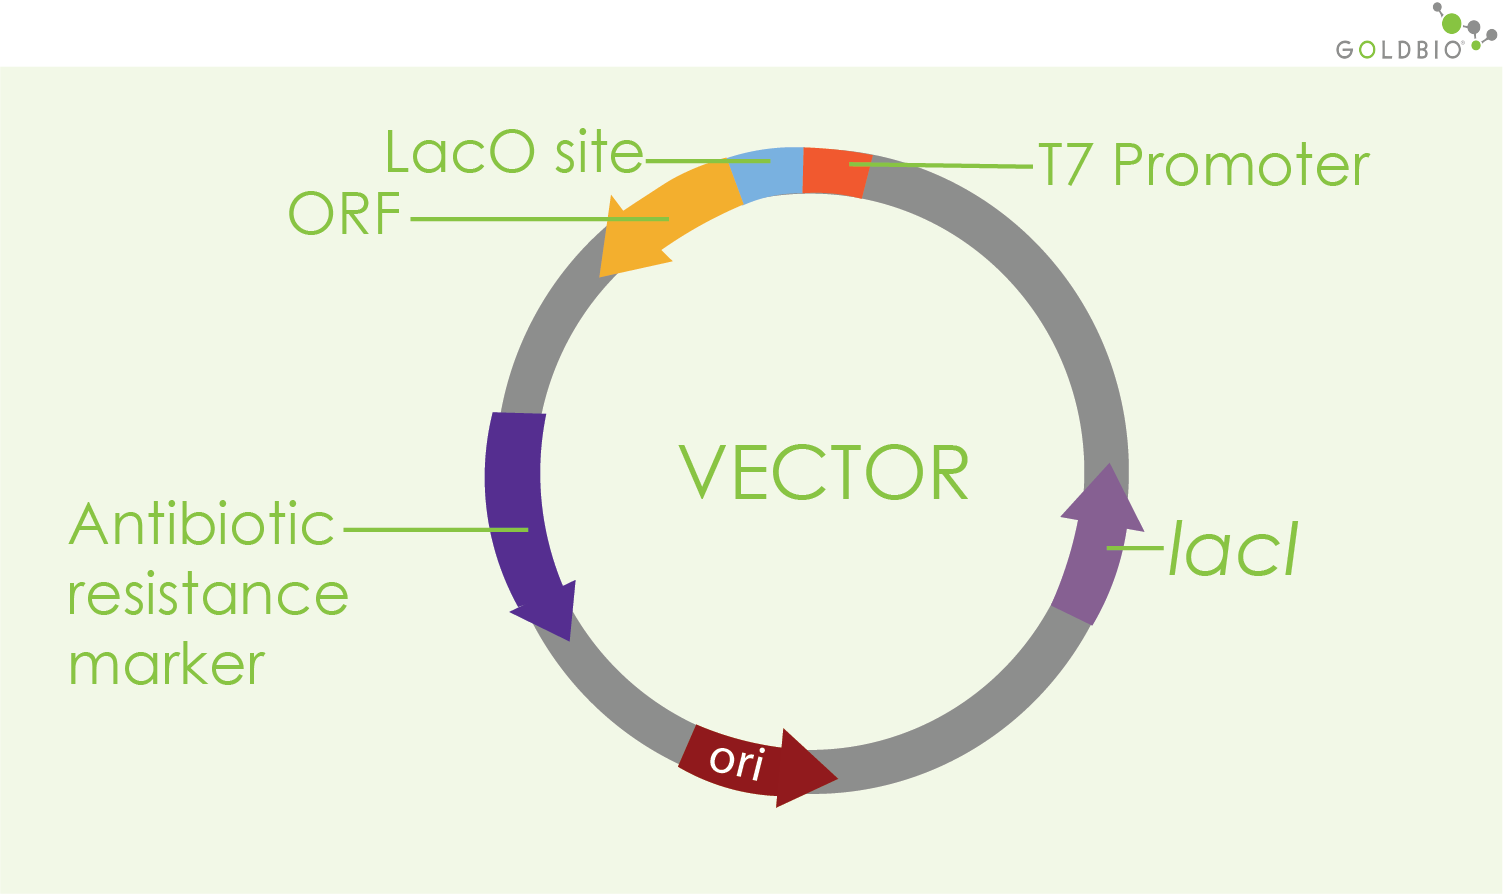 GOLDBIO®
LacO site
T7 Promoter
ORF
VECTOR
Antibiotic
resistance
marker
lacI
ori